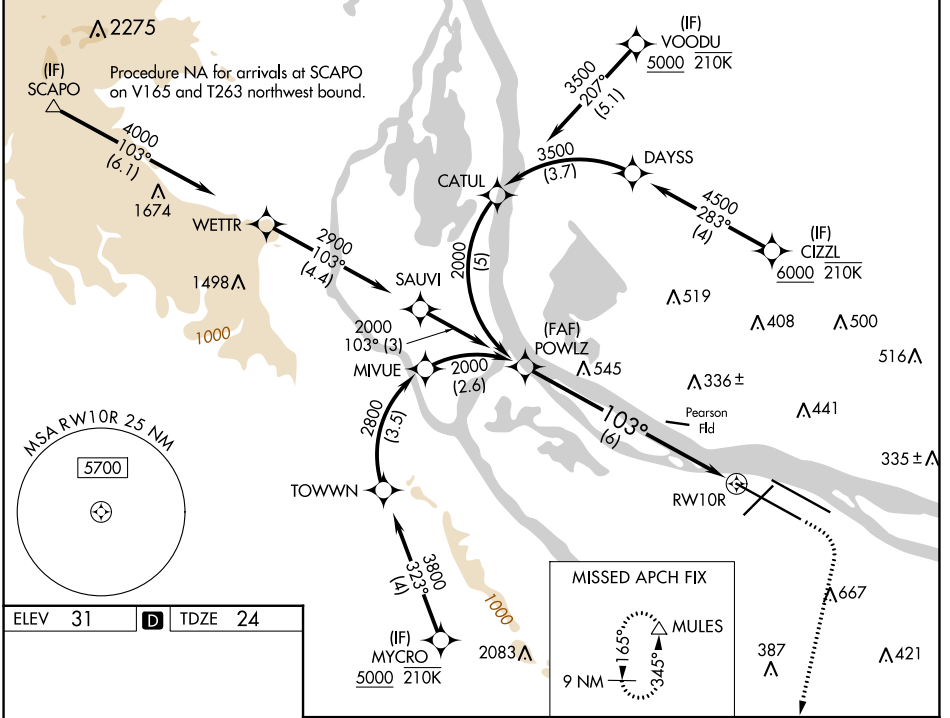 2275
(IF)
SCAPO
Procedure NA for arrivals at SCAPO
on V165 and T263 northwest bound.
(IF)
VOODU
5000 210K
3500
207°
(5.1)
4000
103°
(6.1)
1674
3500
(3.7)
DAYSS
CATUL
4500
283°
(4)
(IF)
CIZZL
6000 210K
WETTR
2900
103°
(4.4)
2000
(5)
1498
SAUVI
519
408
500
1000
2000
103° (3)
(FAF)
POWLZ
545
516
MIVUE
2000
(2.6)
336 ±
441
Pearson
Fld
103°
(6)
2800
(3.5)
335 ±
MSA RW10R 25 NM
5700
TOWWN
RW10R
3800
323°
(4)
1000
MISSED APCH FIX
MULES
165°
345°
9 NM
667
ELEV 31
D
TDZE 24
(IF)
MYCRO
5000 210K
2083
387
421